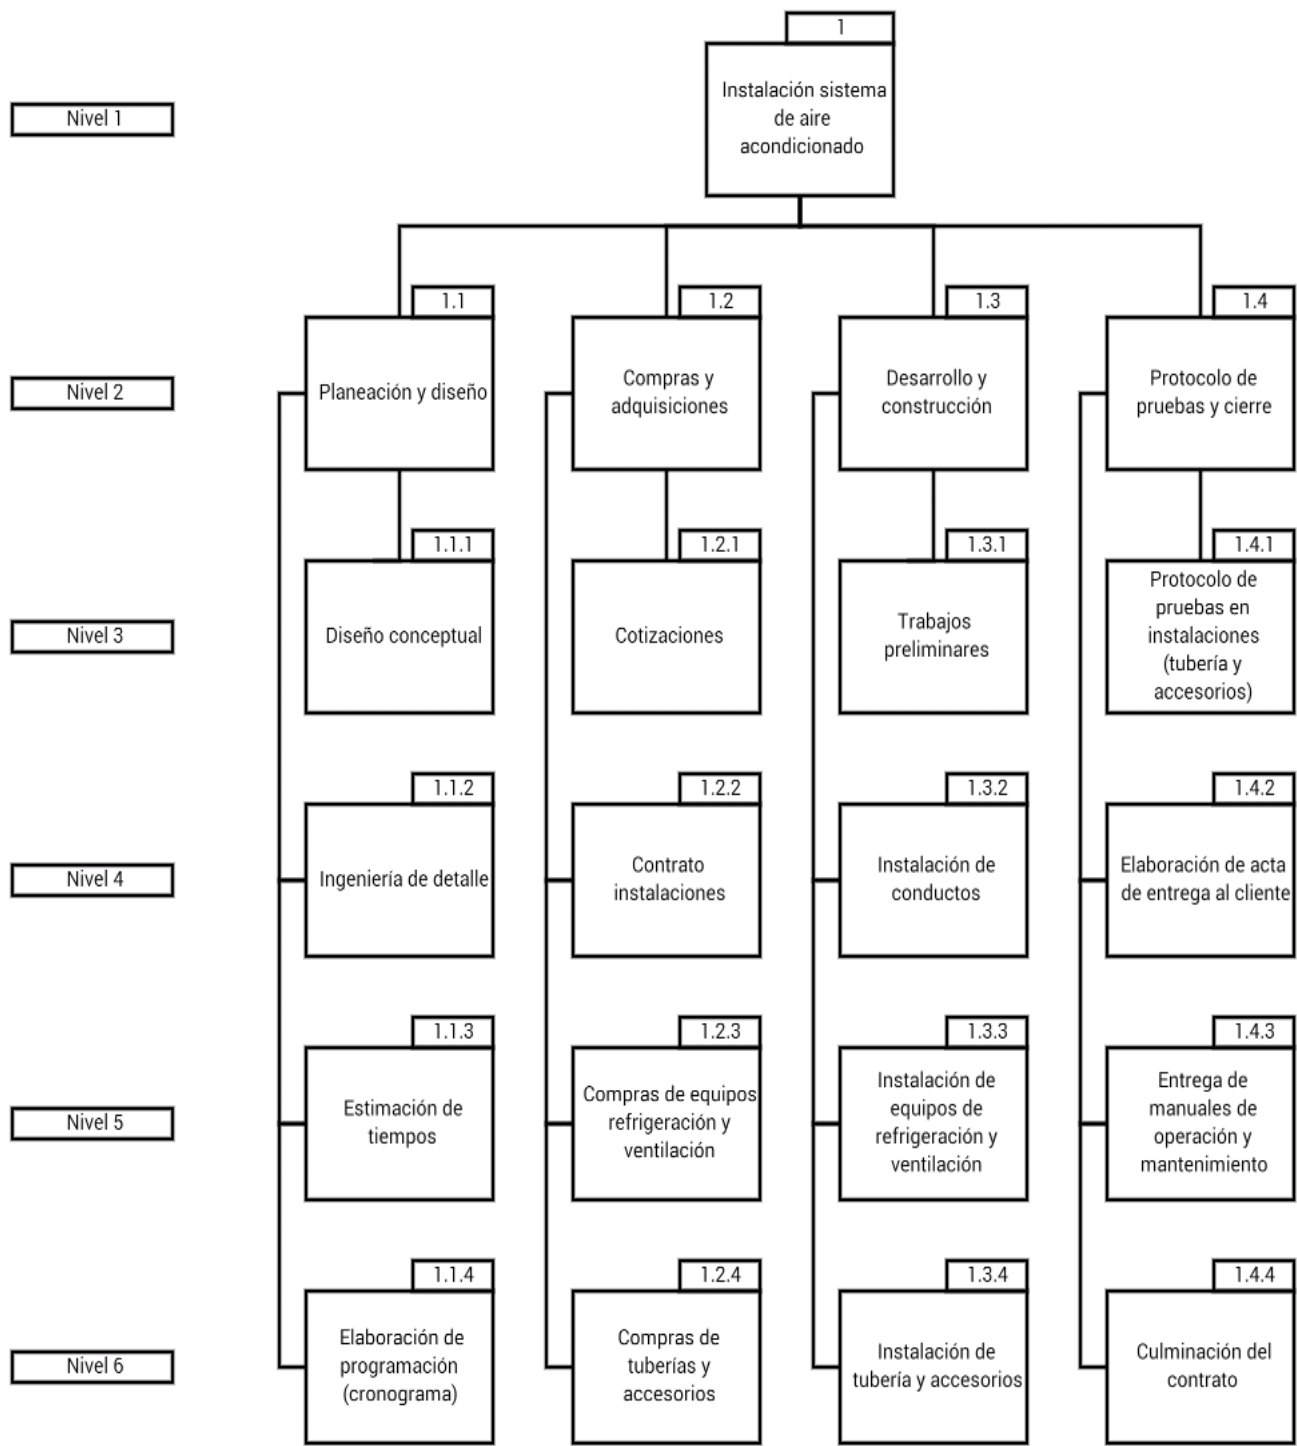 1
Instalación sistema
de aire
acondicionado
Nivel 1
1.1
1.2
1.3
1.4
Nivel 2
Planeación y diseño
Compras y
adquisiciones
Desarrollo y
construcción
Protocolo de
pruebas y cierre
1.1.1
1.2.1
1.3.1
1.4.1
Nivel 3
Diseño conceptual
Cotizaciones
Trabajos
preliminares
Protocolo de
pruebas en
instalaciones
(tubería y
accesorios)
1.1.2
1.2.2
1.3.2
1.4.2
Nivel 4
Ingeniería de detalle
Contrato
instalaciones
Instalación de
conductos
Elaboración de acta
de entrega al cliente
1.1.3
1.2.3
1.3.3
1.4.3
Nivel 5
Estimación de
tiempos
Compras de equipos
refrigeración y
ventilación
Instalación de
equipos de
refrigeración y
ventilación
Entrega de
manuales de
operación y
mantenimiento
1.1.4
1.2.4
1.3.4
1.4.4
Nivel 6
Elaboración de
programación
(cronograma)
Compras de
tuberías y
accesorios
Instalación de
tubería y accesorios
Culminación del
contrato